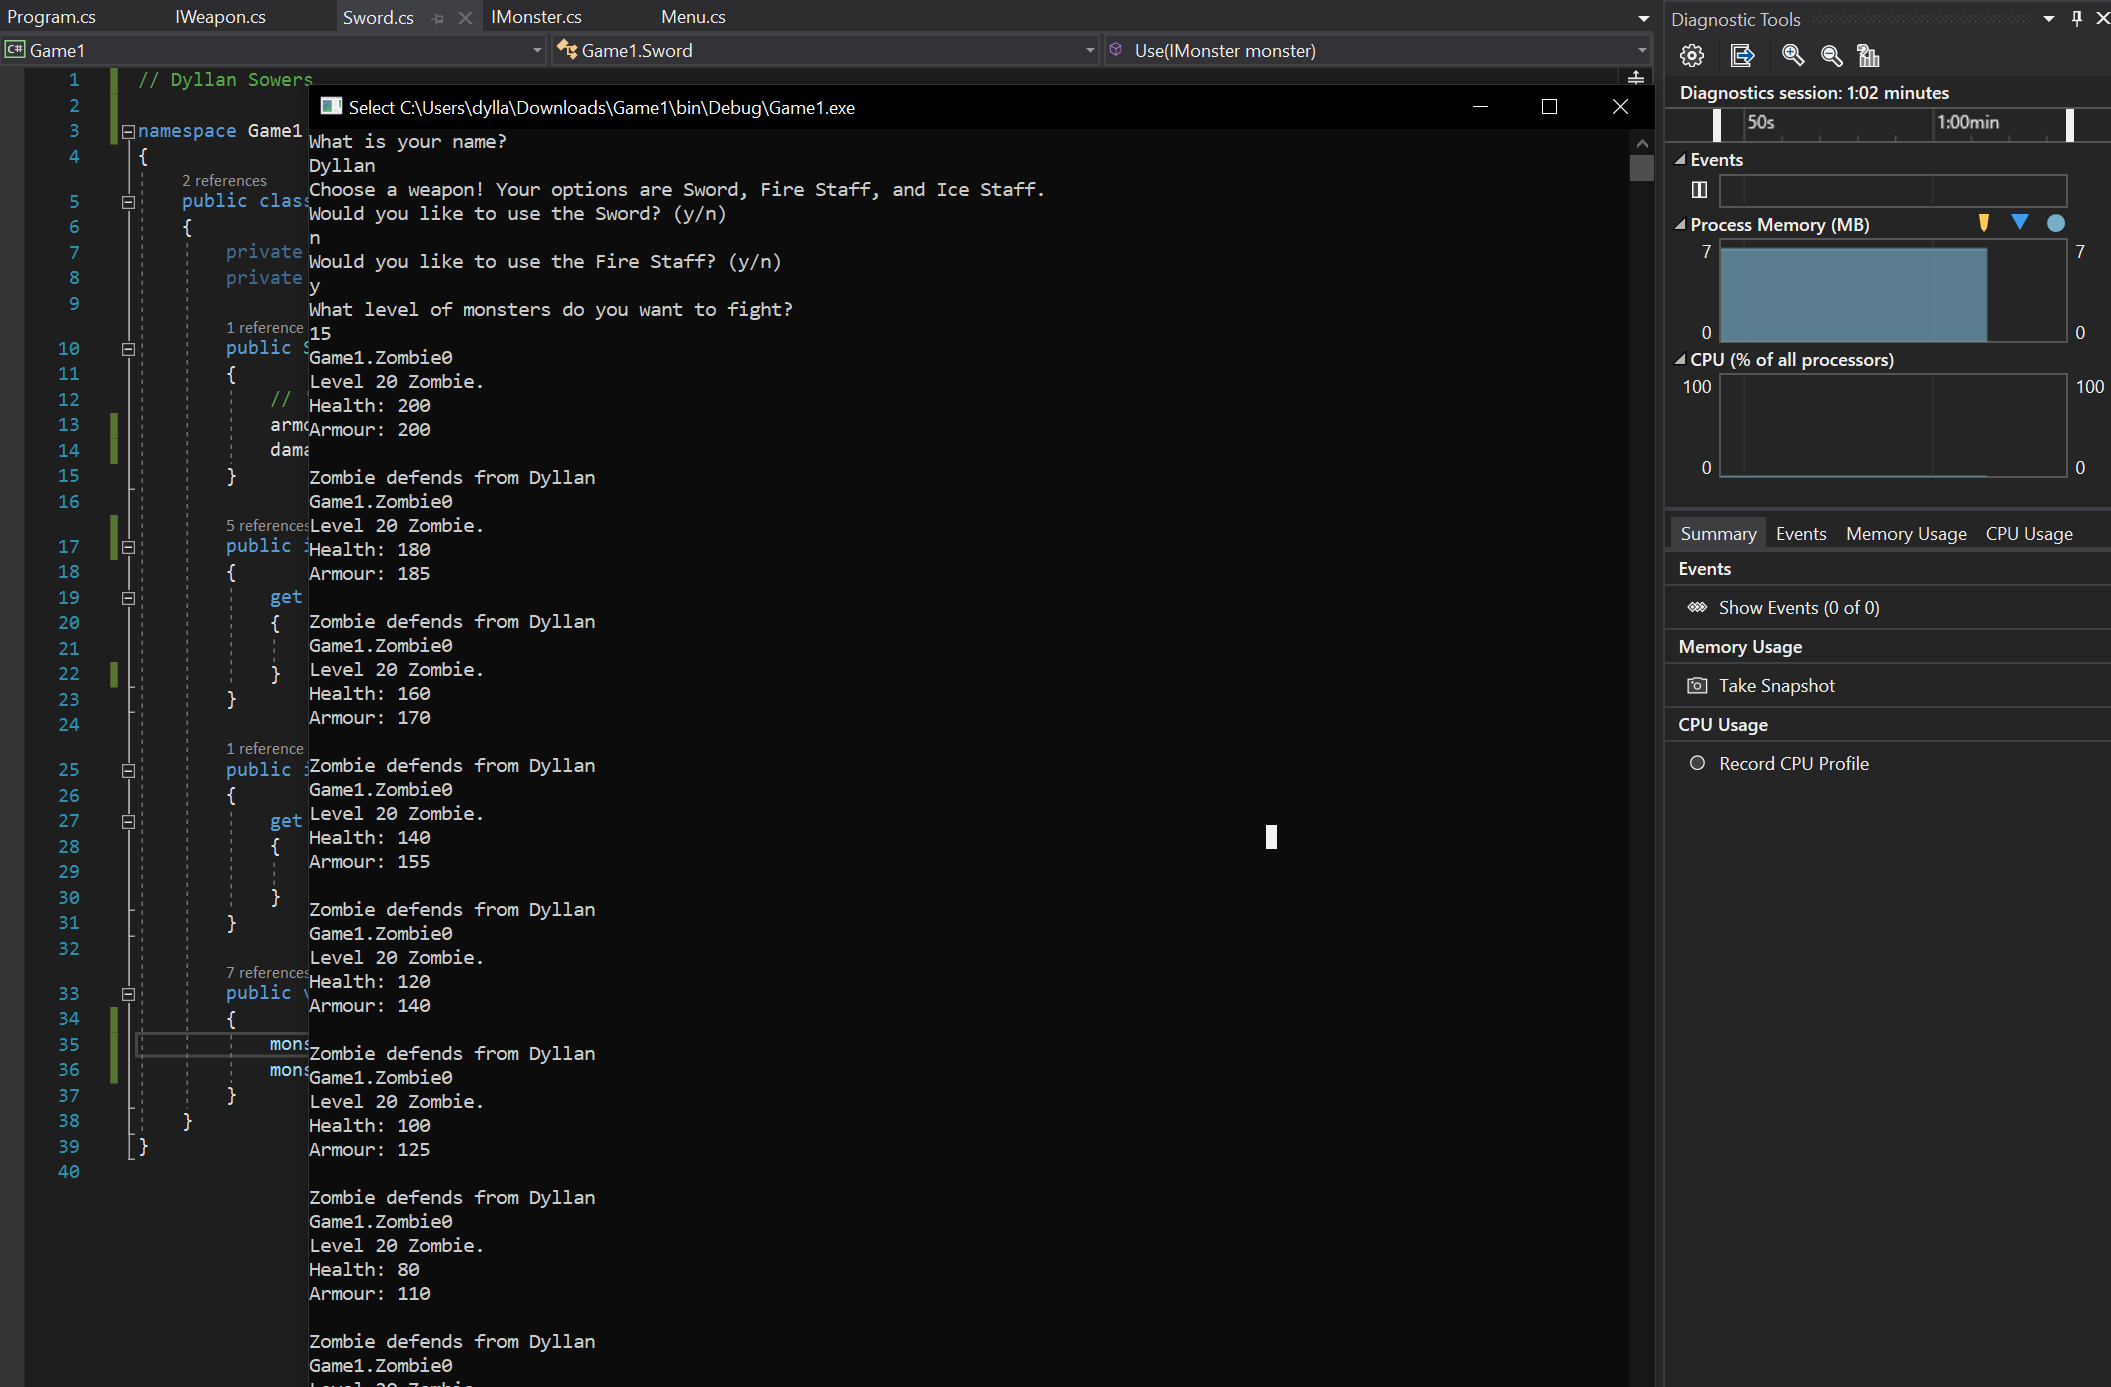 Program.cs IWeapon.cs Sword.cs IMonster.cs Menu.cs
C# Game1 Game1.Sword Use(IMonster monster)
1 // Dyllan Sowers
2
3 namespace Game1
4 {
2 references
5 public class
6 {
7 private
8 private
9
1 reference
10 public
11 {
12 //
13 armo
14 dama
15 }
16
5 references
17 public i
18 {
19 get
20 {
21
22 }
23 }
24
1 reference
25 public i
26 {
27 get
28 {
29
30 }
31 }
32
7 references
33 public v
34 {
35 mons
36 mons
37 }
38 }
39 }
40
Select C:\Users\dylla\Downloads\Game1\bin\Debug\Game1.exe
What is your name?
Dyllan
Choose a weapon! Your options are Sword, Fire Staff, and Ice Staff.
Would you like to use the Sword? (y/n)
n
Would you like to use the Fire Staff? (y/n)
y
What level of monsters do you want to fight?
15
Game1.Zombie0
Level 20 Zombie.
Health: 200
Armour: 200
Zombie defends from Dyllan
Game1.Zombie0
Level 20 Zombie.
Health: 180
Armour: 185
Zombie defends from Dyllan
Game1.Zombie0
Level 20 Zombie.
Health: 160
Armour: 170
Zombie defends from Dyllan
Game1.Zombie0
Level 20 Zombie.
Health: 140
Armour: 155
Zombie defends from Dyllan
Game1.Zombie0
Level 20 Zombie.
Health: 120
Armour: 140
Zombie defends from Dyllan
Game1.Zombie0
Level 20 Zombie.
Health: 100
Armour: 125
Zombie defends from Dyllan
Game1.Zombie0
Level 20 Zombie.
Health: 80
Armour: 110
Zombie defends from Dyllan
Game1.Zombie0
Level 20 Zombie.
Diagnostic Tools
Diagnostics session: 1:02 minutes
50s 1:00min
Events
Process Memory (MB)
7 7
0 0
CPU (% of all processors)
100 100
0 0
Summary Events Memory Usage CPU Usage
Events
Show Events (0 of 0)
Memory Usage
Take Snapshot
CPU Usage
Record CPU Profile